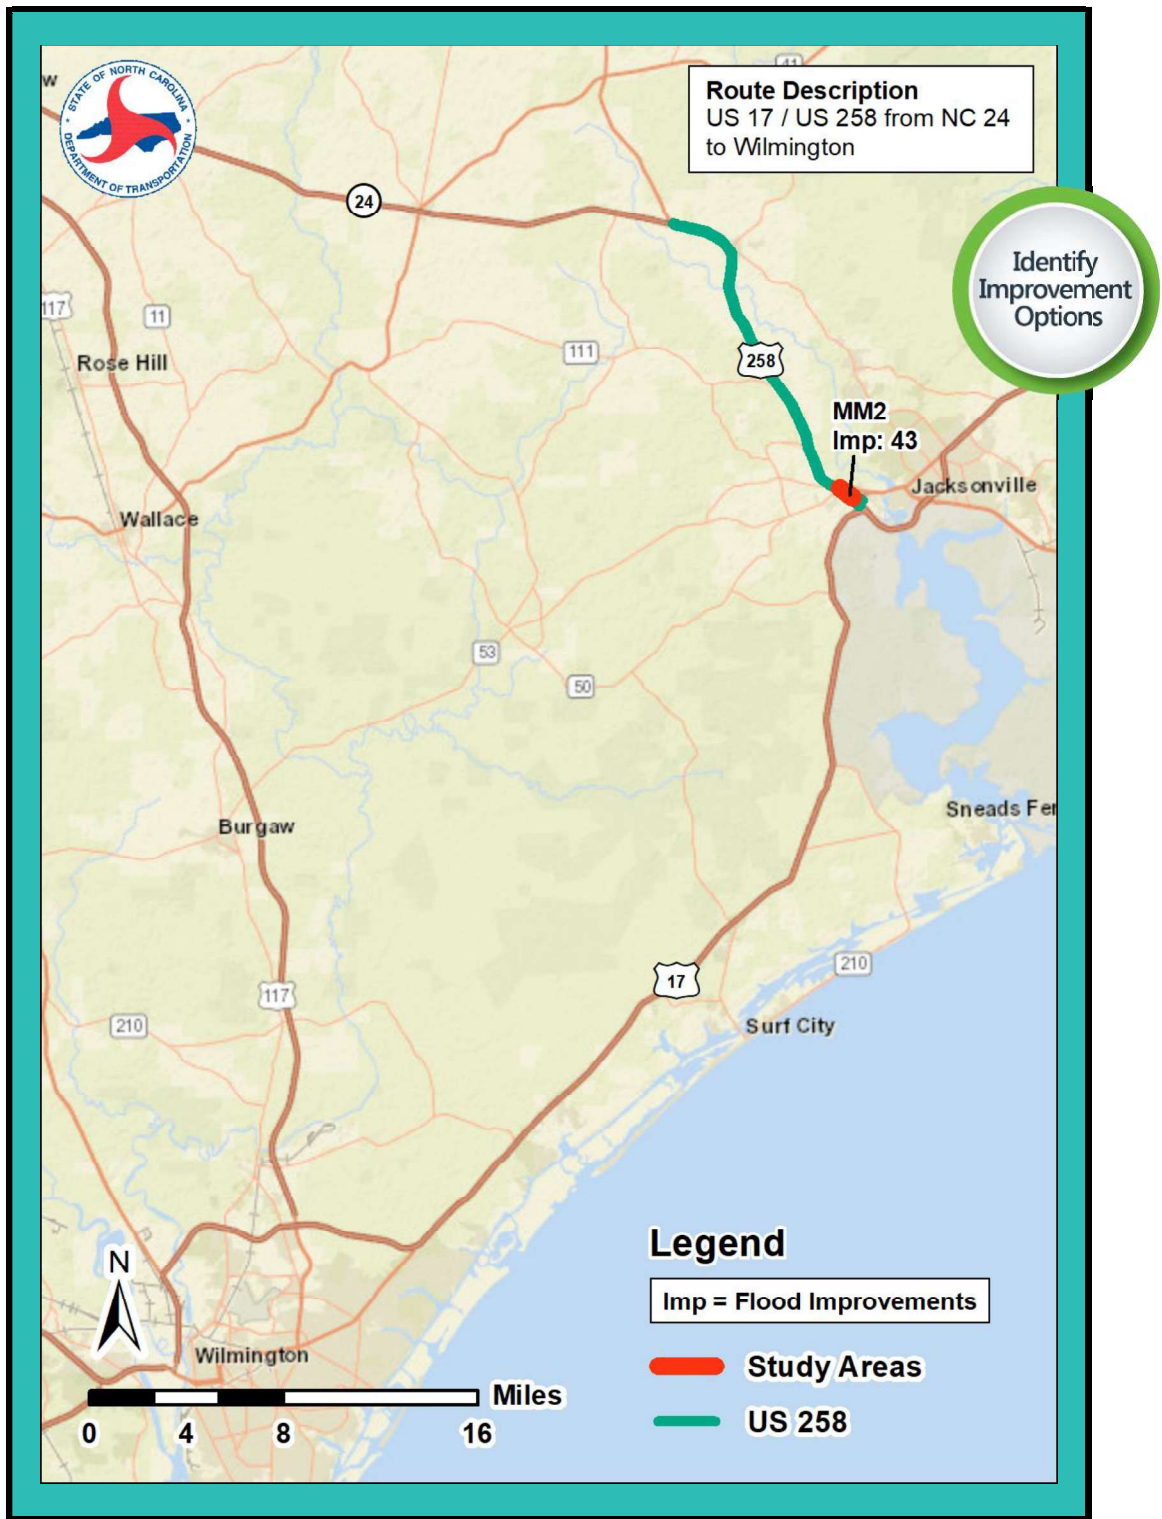 STATE OF NORTH CAROLINA
DEPARTMENT OF TRANSPORTATION
w
41
Route Description
US 17 / US 258 from NC 24
to Wilmington
24
Identify
Improvement
Options
117
11
Rose Hill
111
258
MM2
Imp: 43
Jacksonville
Wallace
53
50
Sneads Fer
Burgaw
210
17
117
210
Surf City
Legend
N
Imp = Flood Improvements
Wilmington
Study Areas
Miles
US 258
0 4 8 16